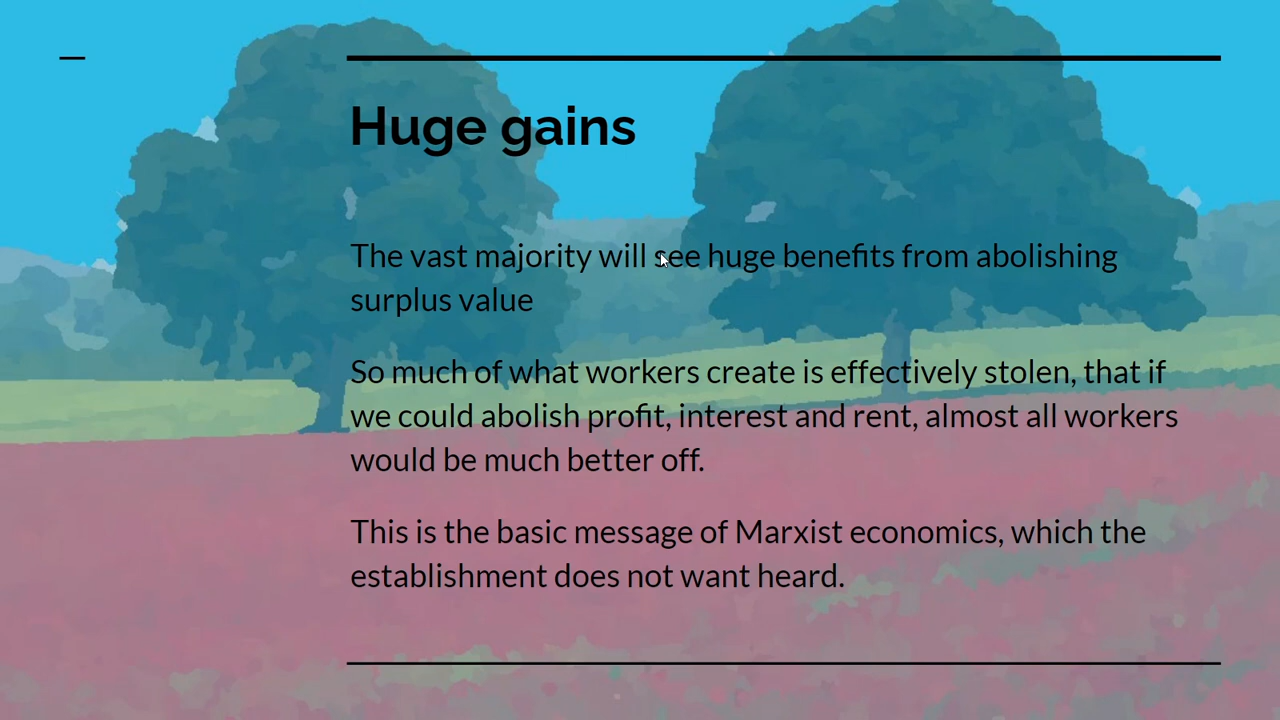 Huge gains
The vast majority will see huge benefits from abolishing
surplus value
So much of what workers create is effectively stolen, that if
we could abolish profit, interest and rent, almost all workers
would be much better off.
This is the basic message of Marxist economics, which the
establishment does not want heard.